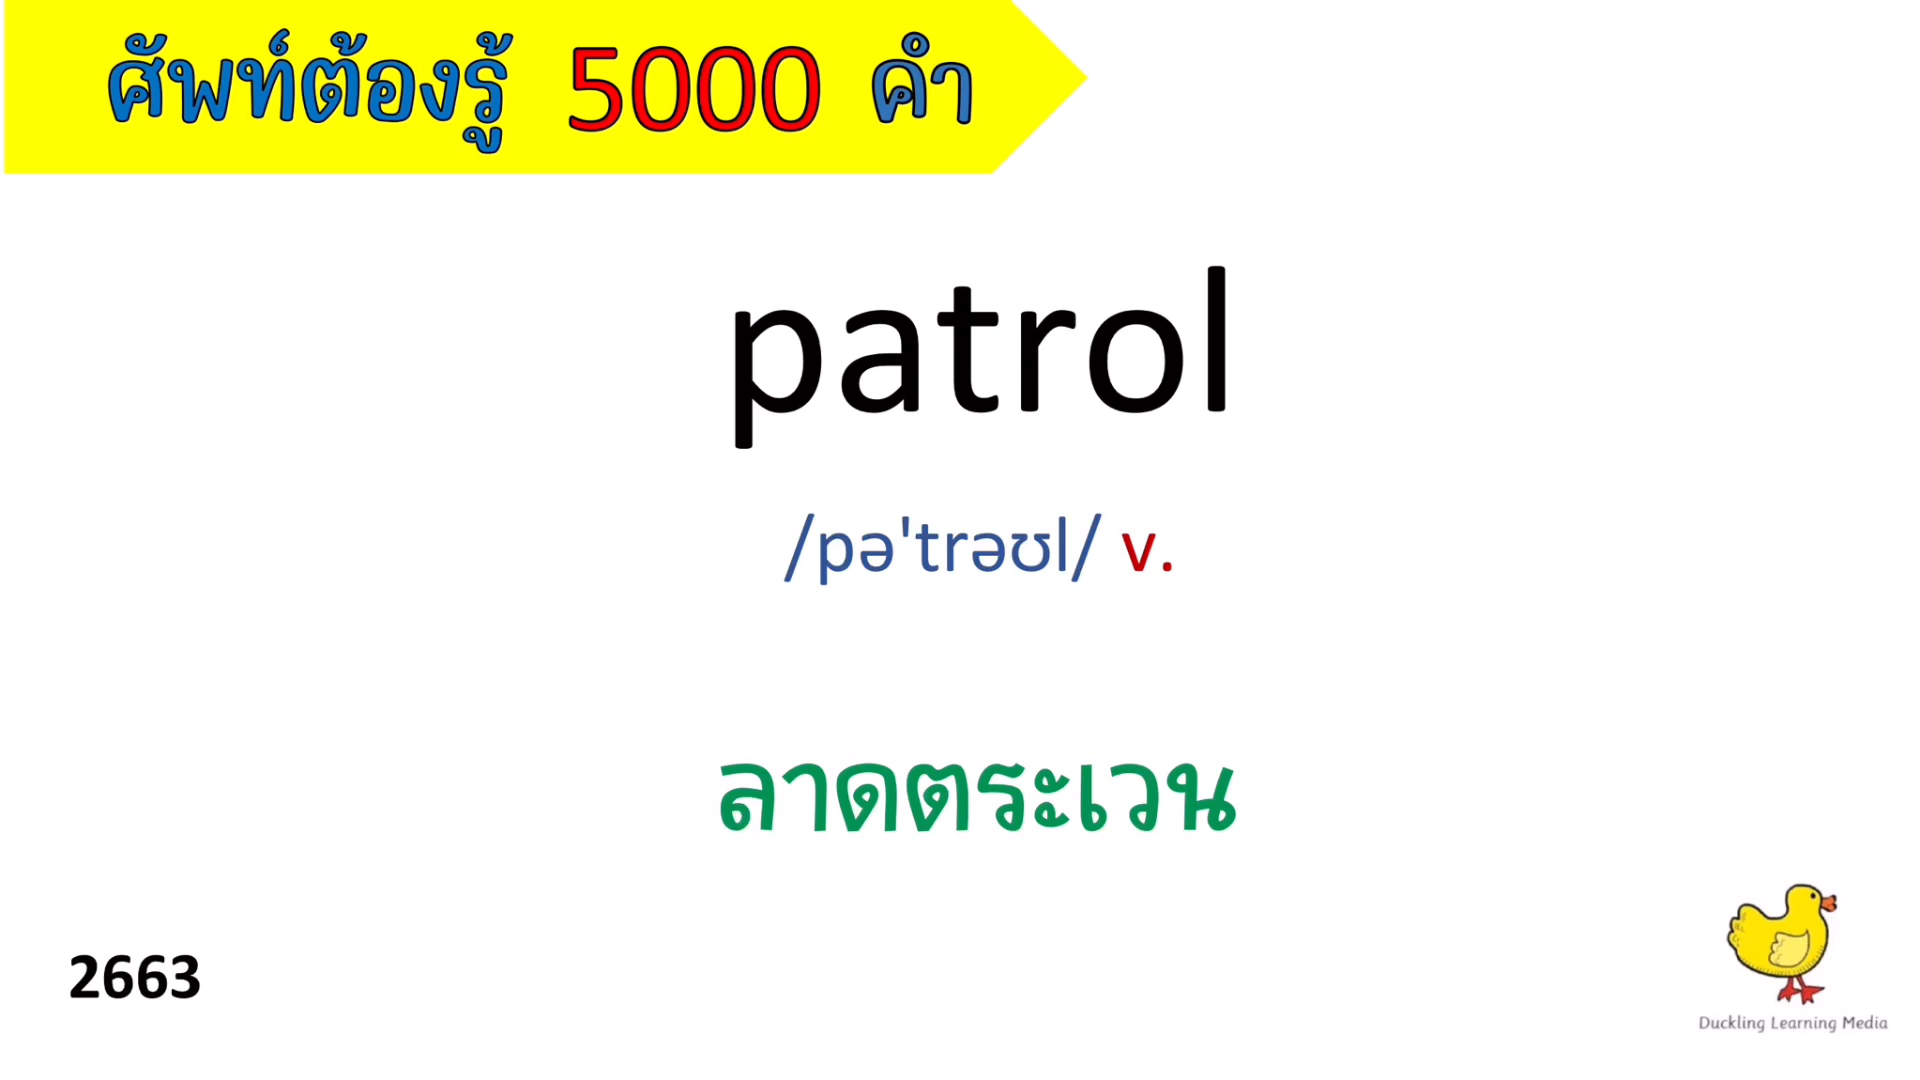 ศัพท์ต้องรู้ 5000 คำ
patrol
/pə'trəʊl/ v.
ลาดตระเวน
2663
Duckling Learning Media